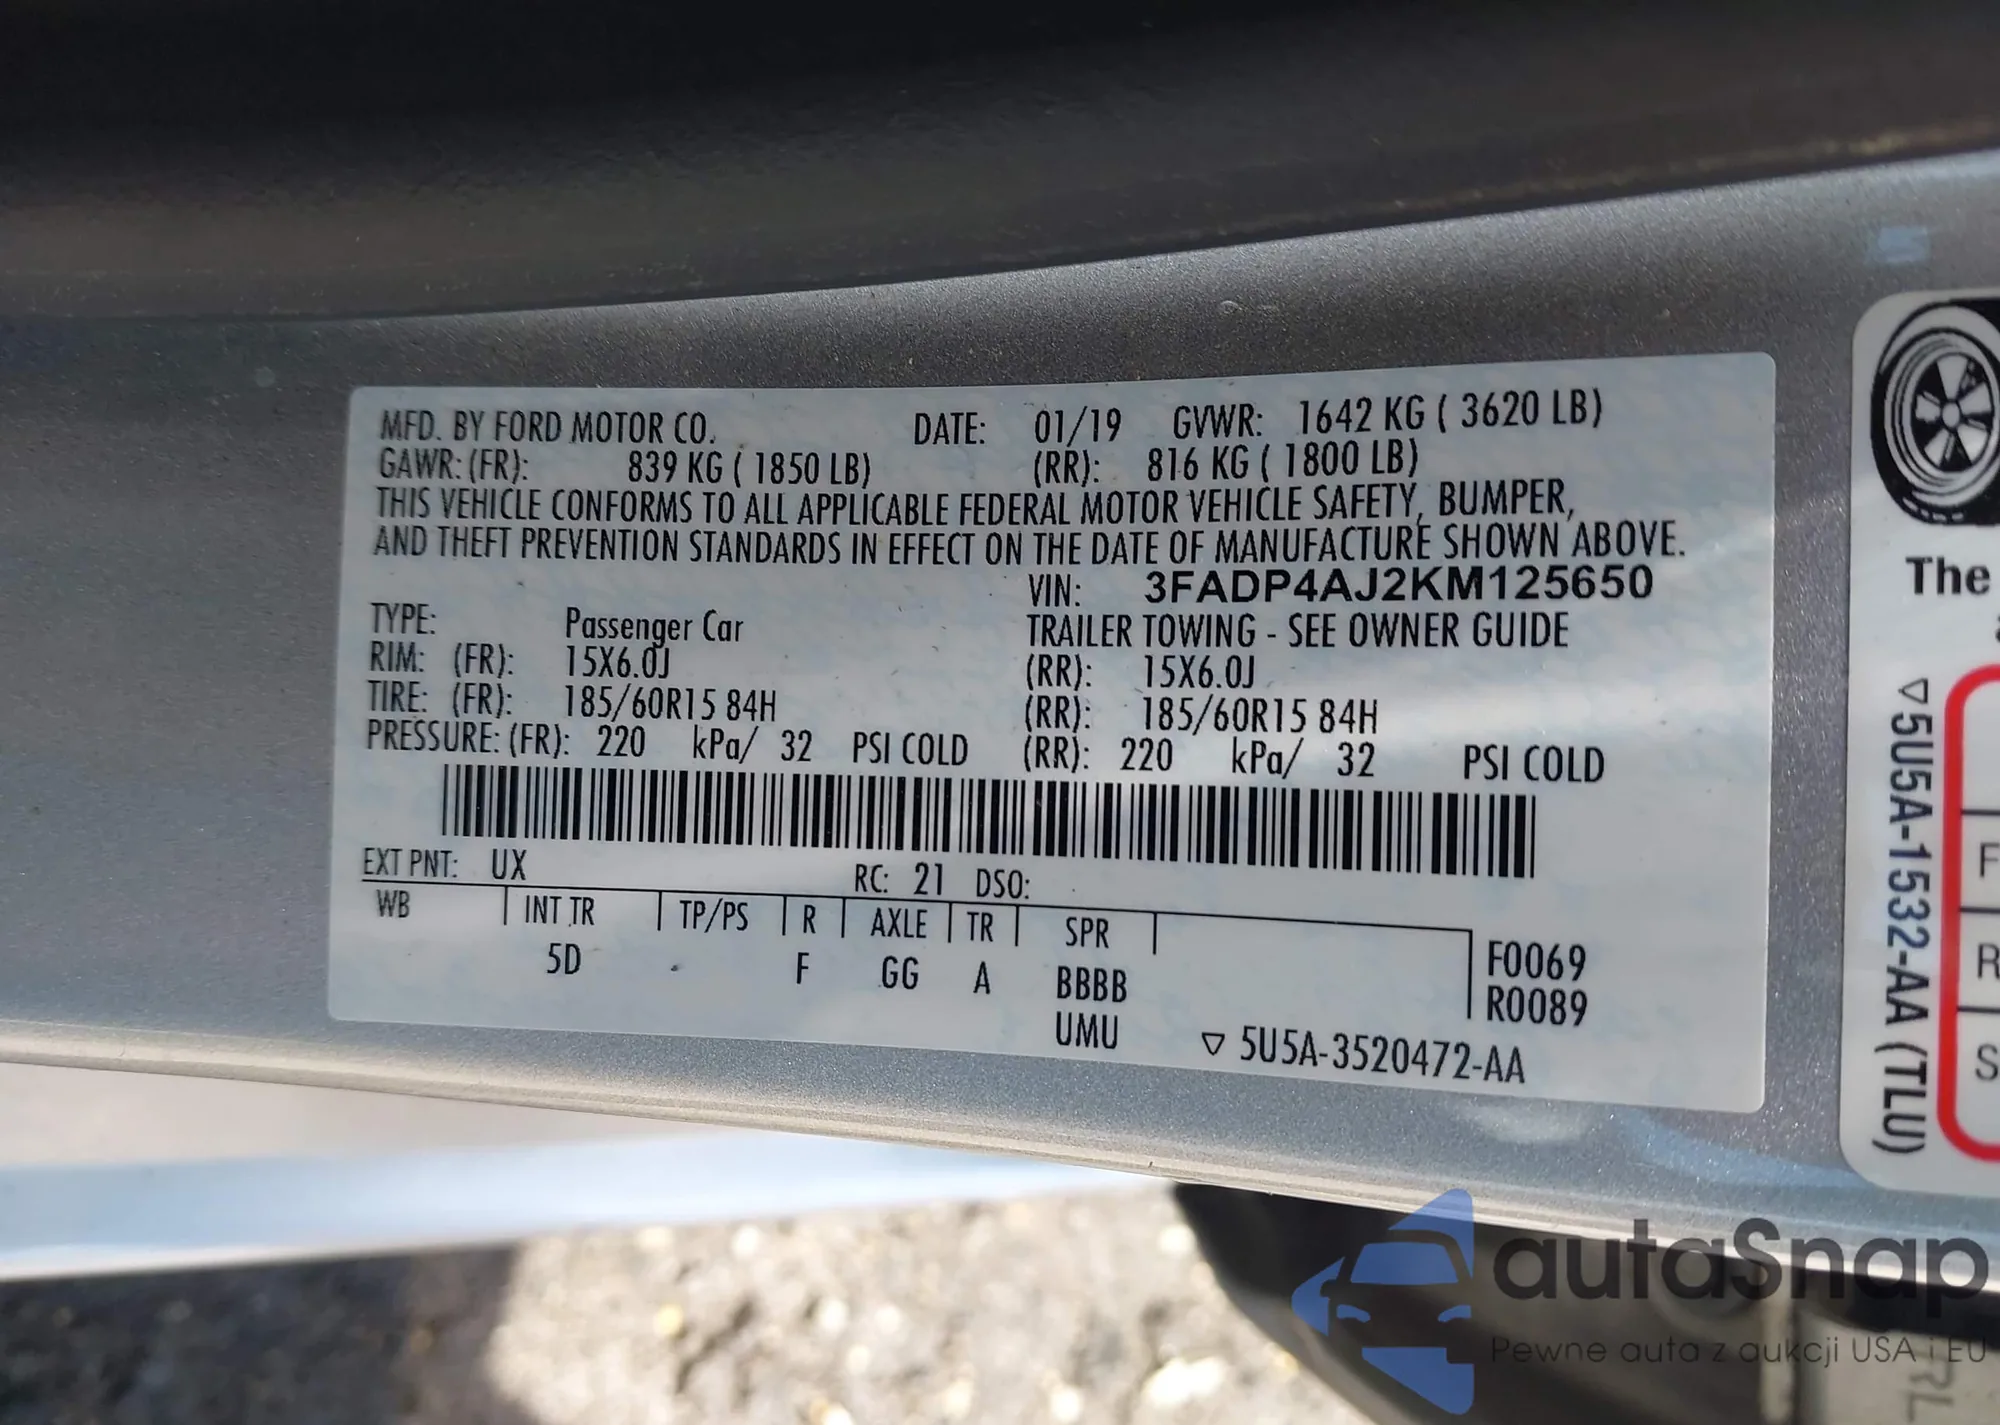 MFD. BY FORD MOTOR CO. DATE: 01/19 GVWR: 1642 KG ( 3620 LB)
GAWR: (FR): 839 KG ( 1850 LB) (RR): 816 KG ( 1800 LB)
THIS VEHICLE CONFORMS TO ALL APPLICABLE FEDERAL MOTOR VEHICLE SAFETY, BUMPER,
AND THEFT PREVENTION STANDARDS IN EFFECT ON THE DATE OF MANUFACTURE SHOWN ABOVE.
VIN: 3FADP4AJ2KM125650
TYPE: Passenger Car TRAILER TOWING - SEE OWNER GUIDE
RIM: (FR): 15X6.0J (RR): 15X6.0J
TIRE: (FR): 185/60R15 84H (RR): 185/60R15 84H
PRESSURE: (FR): 220 kPa/ 32 PSI COLD (RR): 220 kPa/ 32 PSI COLD
EXT PNT: UX RC: 21 DSO:
WB INT TR TP/PS R AXLE TR SPR
5D F GG A BBBB
UMU
F0069
R0089
▽ 5U5A-3520472-AA
The
▽5U5A-1532-AA (TLU)
F
R
S
autaSnap
Pewne auta z aukcji USA i EU